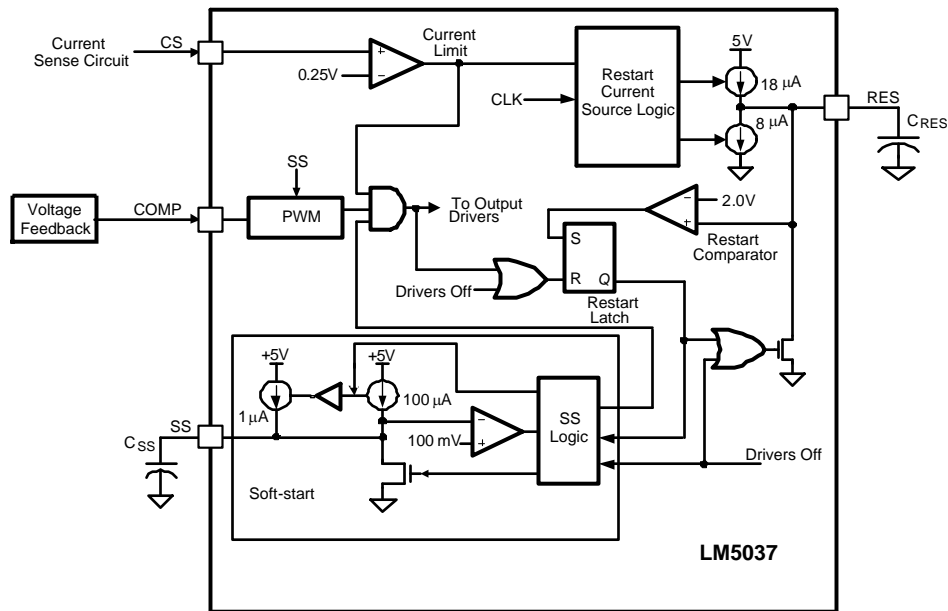 Current
Sense Circuit
CS
0.25V
Current
Limit
CLK
Restart
Current
Source Logic
5V
18 µA
8 µA
RES
CRES
Voltage
Feedback
COMP
SS
PWM
To Output
Drivers
2.0V
Restart
Comparator
S
R Q
Restart
Latch
Drivers Off
+5V
+5V
1 µA
100 µA
100 mV
SS
Logic
CSS
SS
Soft-start
Drivers Off
LM5037